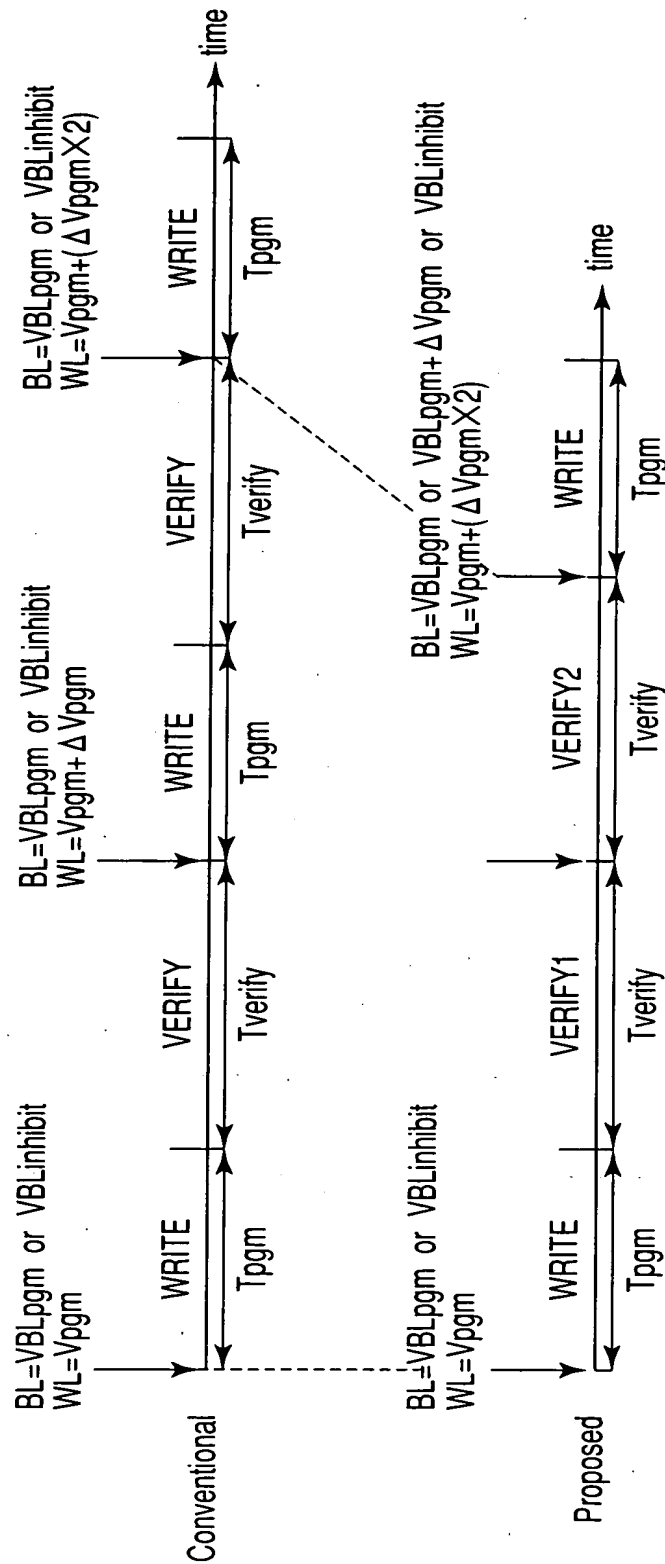 Conventional
BL=VBLpgm or VBLinhibit
WL=Vpgm
WRITE
Tpgm
VERIFY
Tverify
BL=VBLpgm or VBLinhibit
WL=Vpgm+ΔVpgm
WRITE
Tpgm
VERIFY
Tverify
BL=VBLpgm or VBLinhibit
WL=Vpgm+(ΔVpgm×2)
WRITE
Tpgm
time
Proposed
BL=VBLpgm or VBLinhibit
WL=Vpgm
WRITE
Tpgm
VERIFY1
Tverify
VERIFY2
Tverify
BL=VBLpgm or VBLpgm+ΔVpgm or VBLinhibit
WL=Vpgm+(ΔVpgm×2)
WRITE
Tpgm
time